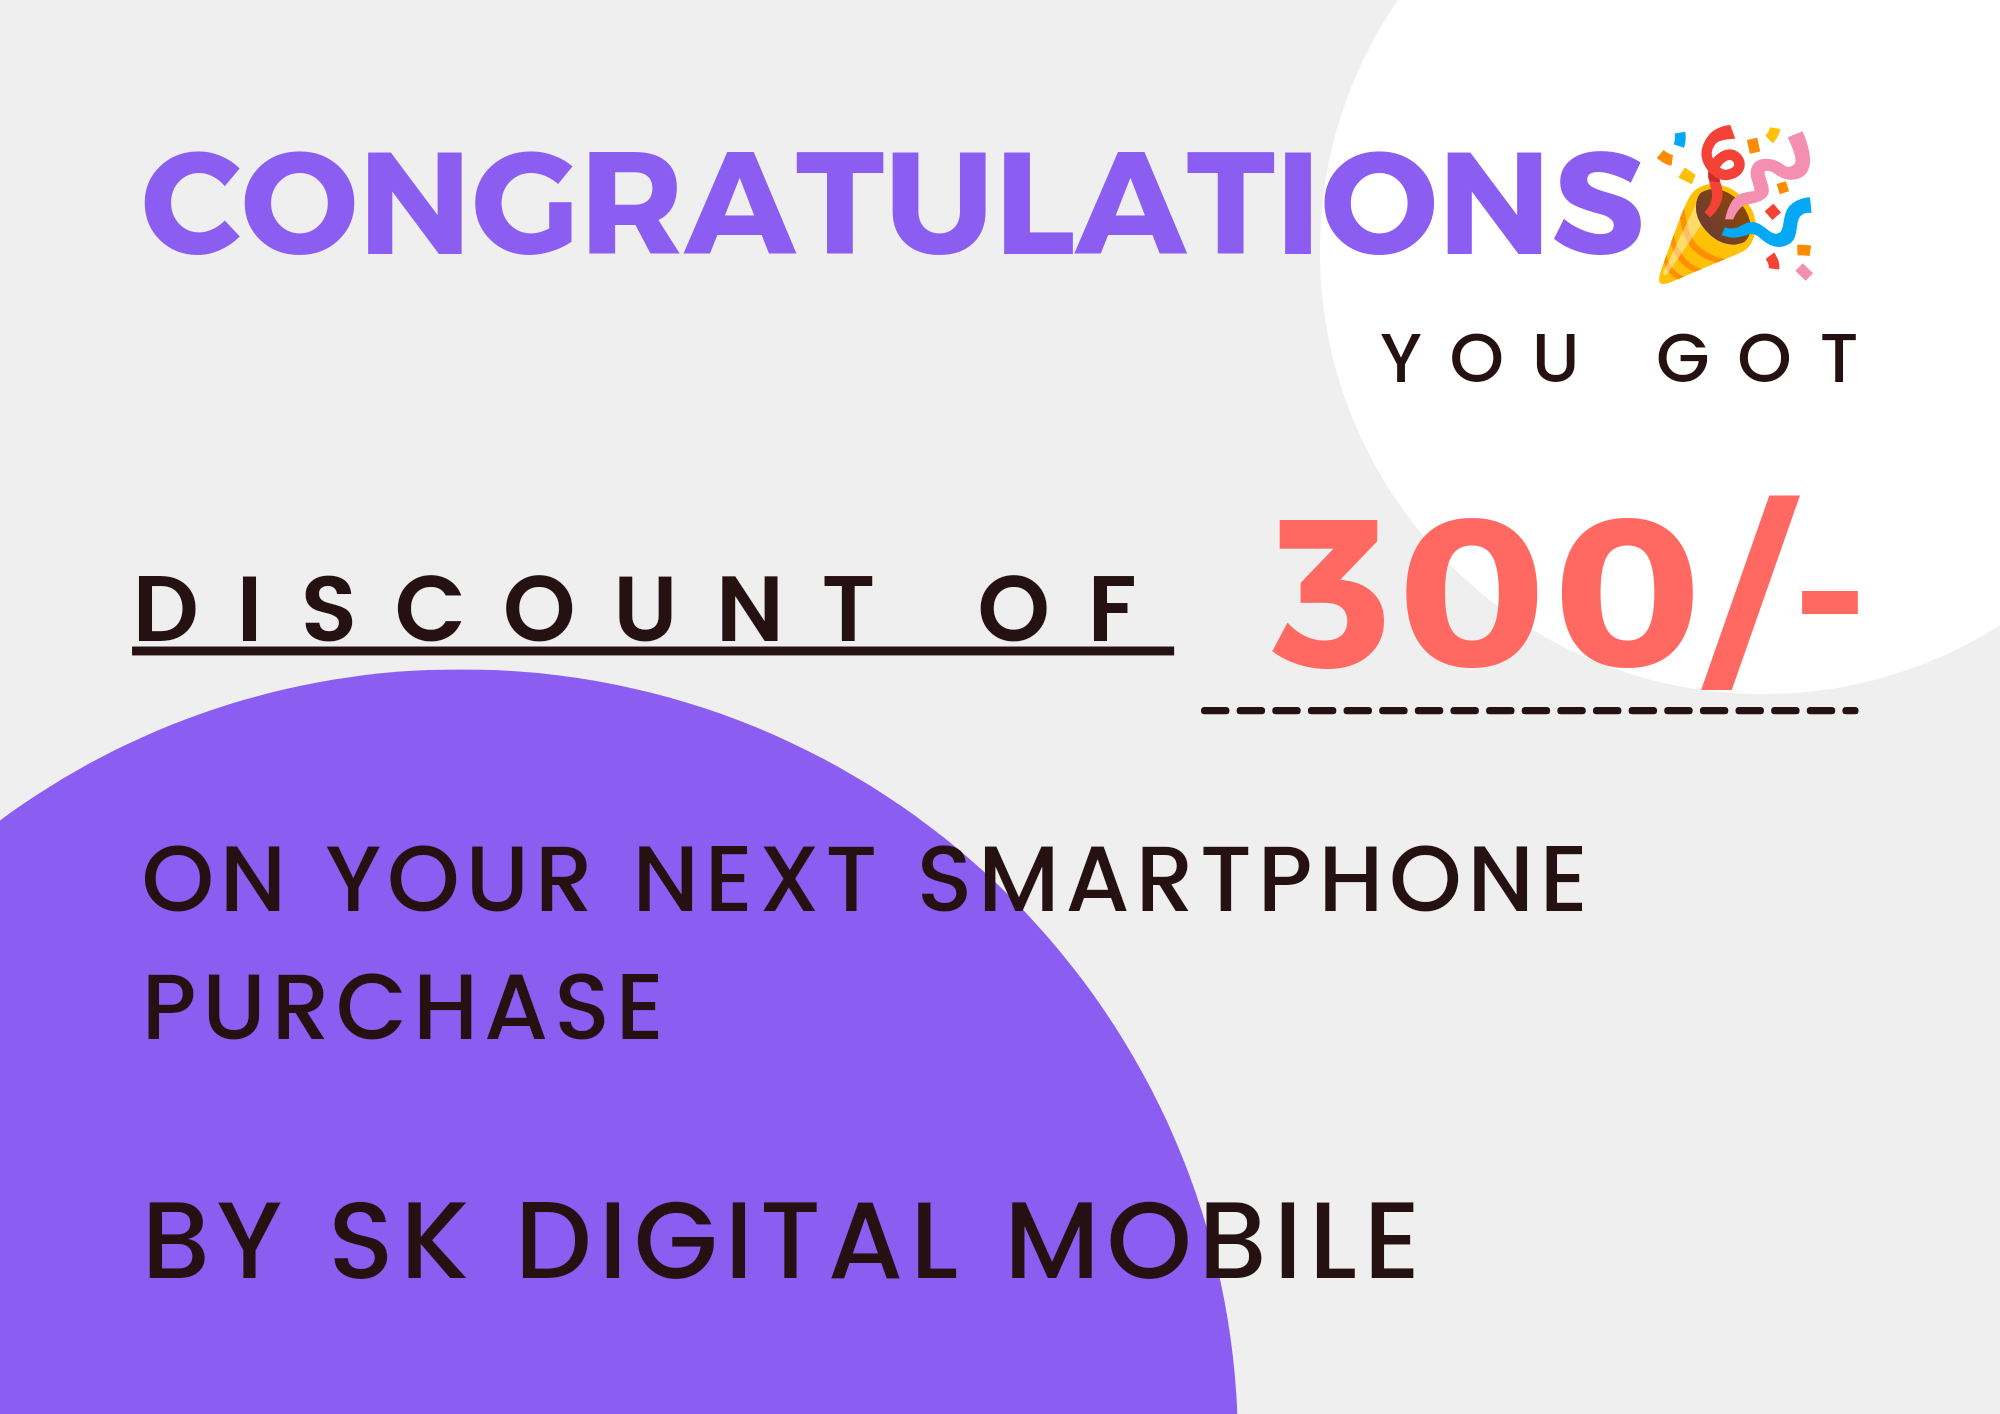 CONGRATULATIONS🎉
YOU GOT
DISCOUNT OF 300/-
ON YOUR NEXT SMARTPHONE
PURCHASE
BY SK DIGITAL MOBILE